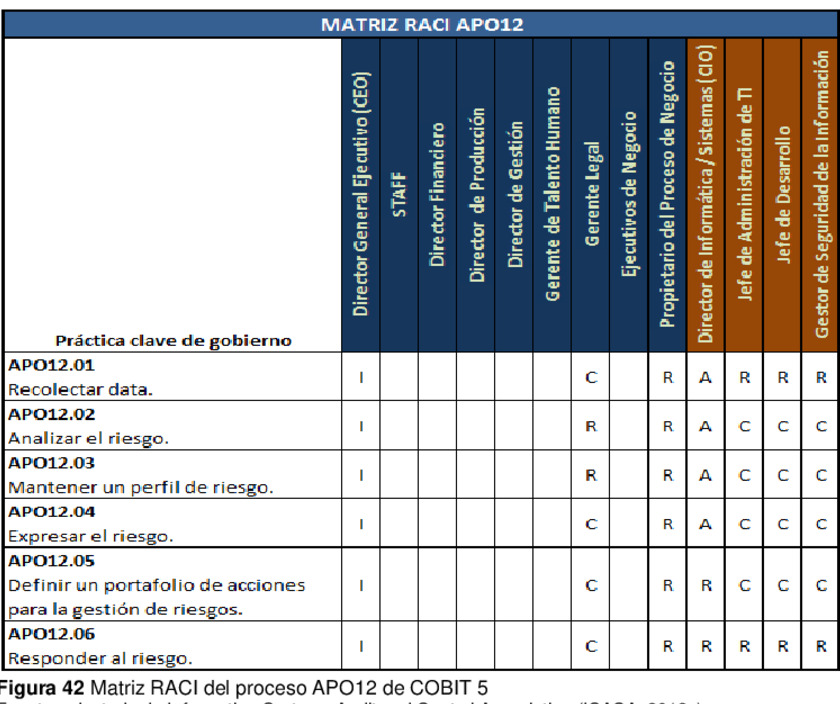 MATRIZ RACI APO12
Práctica clave de gobierno
Director General Ejecutivo (CEO)
STAFF
Director Financiero
Director de Producción
Director de Gestión
Gerente de Talento Humano
Gerente Legal
Ejecutivos de Negocio
Propietario del Proceso de Negocio
Director de Informática / Sistemas (CIO)
Jefe de Administración de TI
Jefe de Desarrollo
Gestor de Seguridad de la Información
APO12.01
Recolectar data.
I C R A R R R
APO12.02
Analizar el riesgo.
I R R A C C C
APO12.03
Mantener un perfil de riesgo.
I R R A C C C
APO12.04
Expresar el riesgo.
I C R A C C C
APO12.05
Definir un portafolio de acciones
para la gestión de riesgos.
I C R R C C C
APO12.06
Responder al riesgo.
I C R R R R R
Figura 42 Matriz RACI del proceso APO12 de COBIT 5